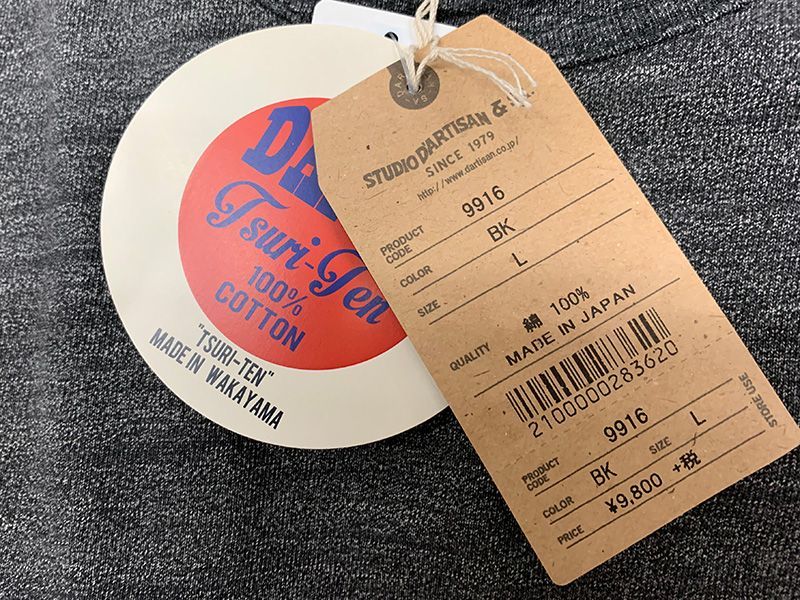 Tsuri-Ten
100%
COTTON
"TSURI-TEN"
MADE IN WAKAYAMA
STUDIO D'ARTISAN &
SINCE 1979
http://www.dartisan.co.jp/
PRODUCT CODE 9916
COLOR BK
SIZE L
QUALITY 綿 100%
MADE IN JAPAN
2100000283620
STORE USE
PRODUCT CODE 9916
COLOR BK SIZE L
PRICE ¥9,800 +税